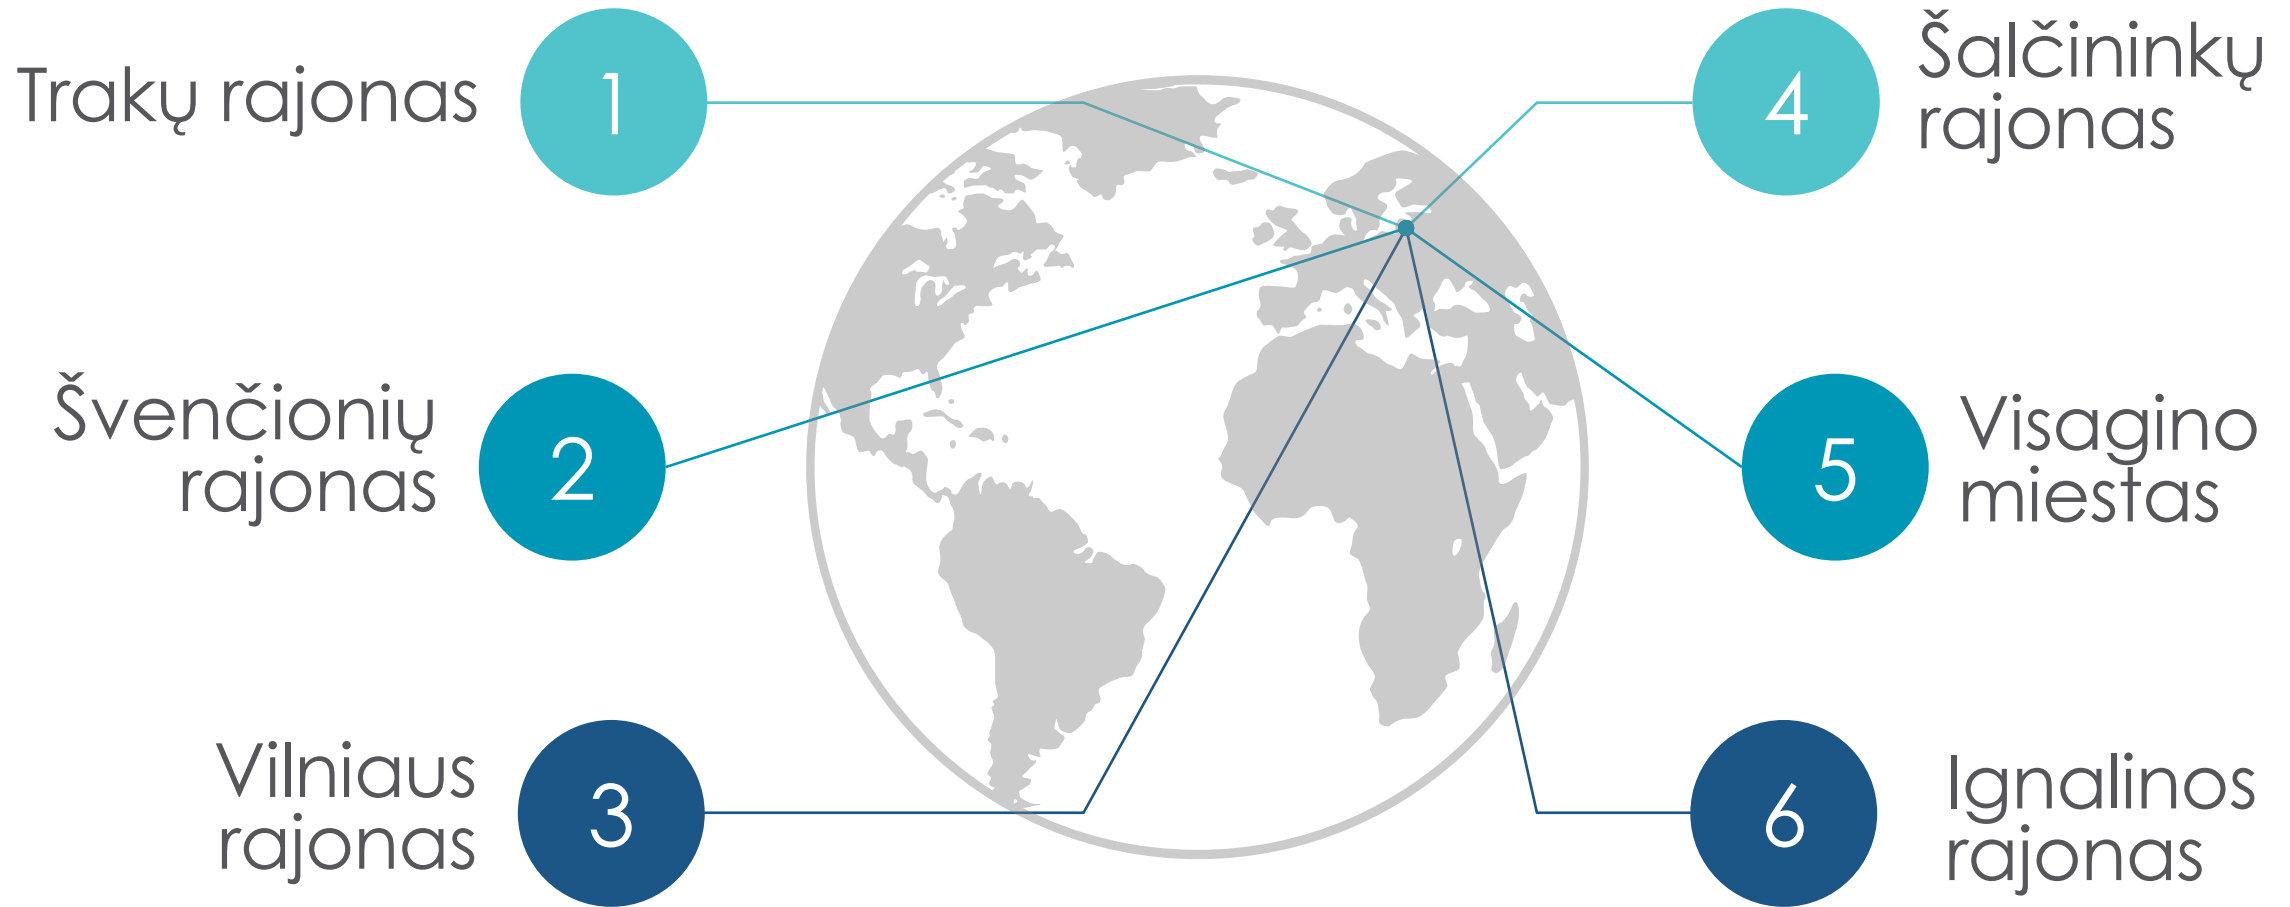 Trakų rajonas
1
Švenčionių
rajonas
2
Vilniaus
rajonas
3
4
Šalčininkų
rajonas
5
Visagino
miestas
6
Ignalinos
rajonas